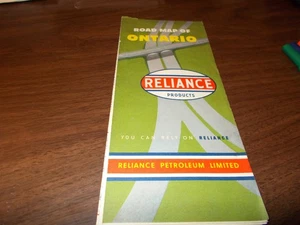 ROAD MAP OF
ONTARIO
RELIANCE
PRODUCTS
YOU CAN RELY ON RELIANCE
RELIANCE PETROLEUM LIMITED